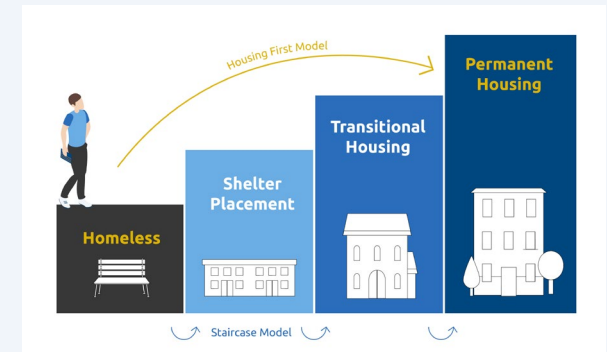 Housing First Model
Permanent
Housing
Transitional
Housing
Shelter
Placement
Homeless
Staircase Model